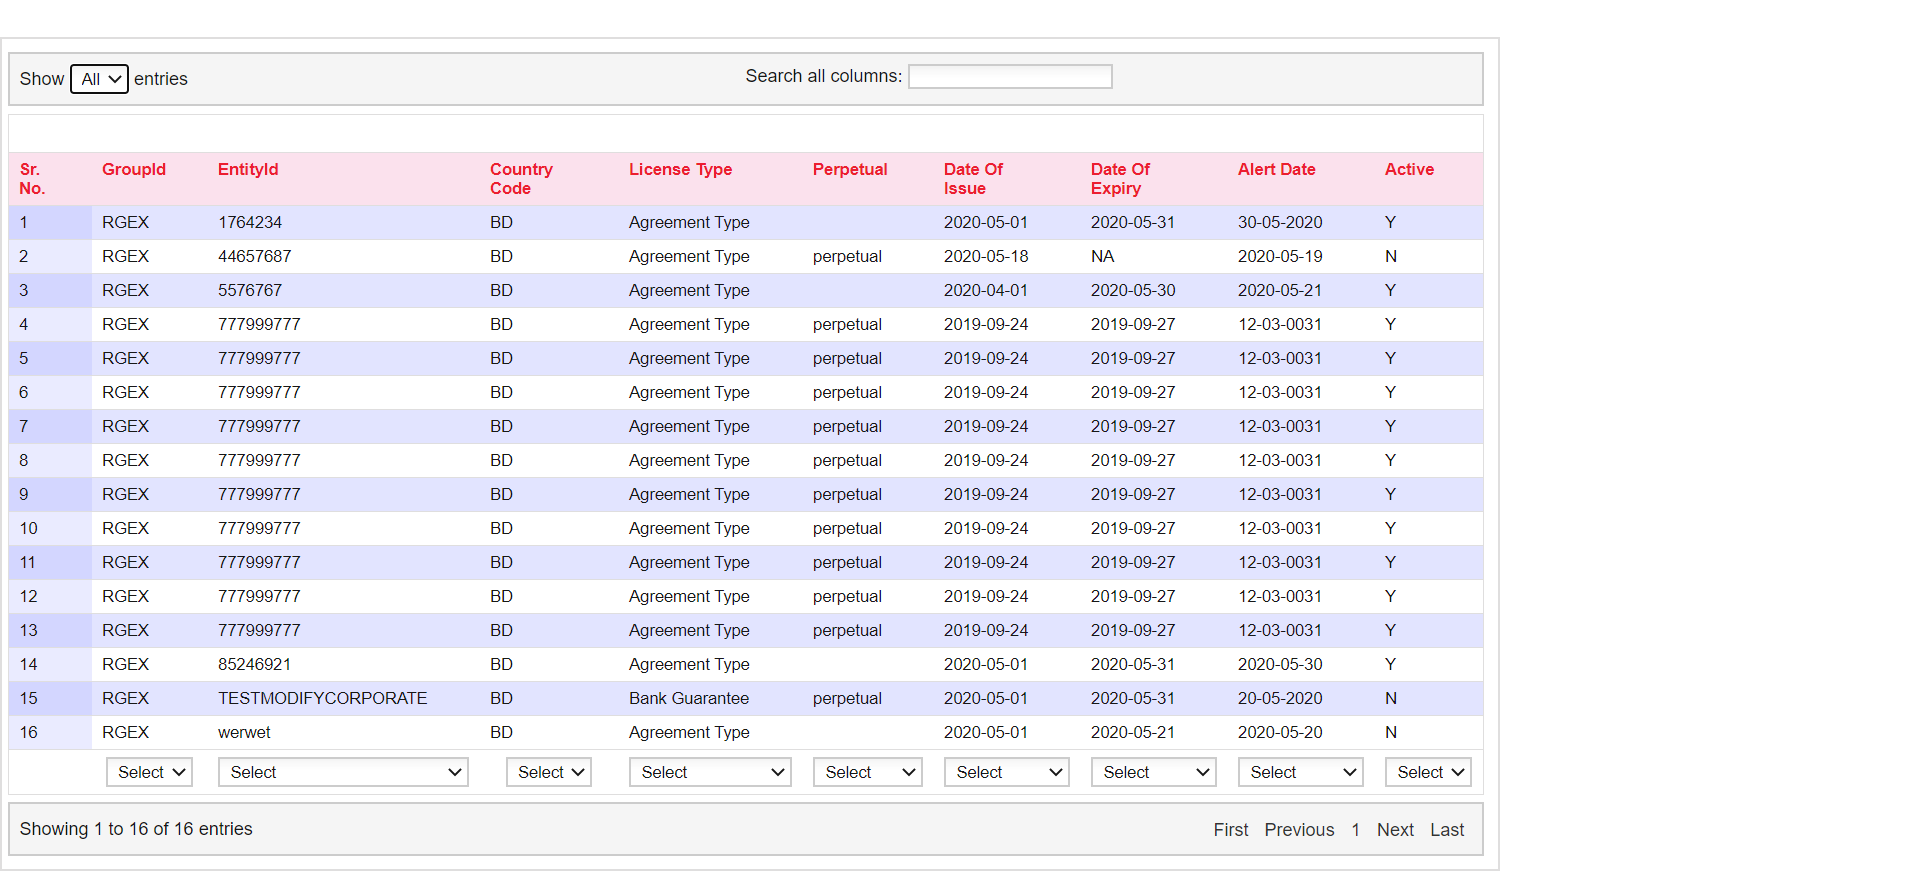 Show All entries Search all columns:
Sr. No. GroupId EntityId Country Code License Type Perpetual Date Of Issue Date Of Expiry Alert Date Active
1 RGEX 1764234 BD Agreement Type 2020-05-01 2020-05-31 30-05-2020 Y
2 RGEX 44657687 BD Agreement Type perpetual 2020-05-18 NA 2020-05-19 N
3 RGEX 5576767 BD Agreement Type 2020-04-01 2020-05-30 2020-05-21 Y
4 RGEX 777999777 BD Agreement Type perpetual 2019-09-24 2019-09-27 12-03-0031 Y
5 RGEX 777999777 BD Agreement Type perpetual 2019-09-24 2019-09-27 12-03-0031 Y
6 RGEX 777999777 BD Agreement Type perpetual 2019-09-24 2019-09-27 12-03-0031 Y
7 RGEX 777999777 BD Agreement Type perpetual 2019-09-24 2019-09-27 12-03-0031 Y
8 RGEX 777999777 BD Agreement Type perpetual 2019-09-24 2019-09-27 12-03-0031 Y
9 RGEX 777999777 BD Agreement Type perpetual 2019-09-24 2019-09-27 12-03-0031 Y
10 RGEX 777999777 BD Agreement Type perpetual 2019-09-24 2019-09-27 12-03-0031 Y
11 RGEX 777999777 BD Agreement Type perpetual 2019-09-24 2019-09-27 12-03-0031 Y
12 RGEX 777999777 BD Agreement Type perpetual 2019-09-24 2019-09-27 12-03-0031 Y
13 RGEX 777999777 BD Agreement Type perpetual 2019-09-24 2019-09-27 12-03-0031 Y
14 RGEX 85246921 BD Agreement Type 2020-05-01 2020-05-31 2020-05-30 Y
15 RGEX TESTMODIFYCORPORATE BD Bank Guarantee perpetual 2020-05-01 2020-05-31 20-05-2020 N
16 RGEX werwet BD Agreement Type 2020-05-01 2020-05-21 2020-05-20 N
Select Select Select Select Select Select Select Select Select
Showing 1 to 16 of 16 entries First Previous 1 Next Last